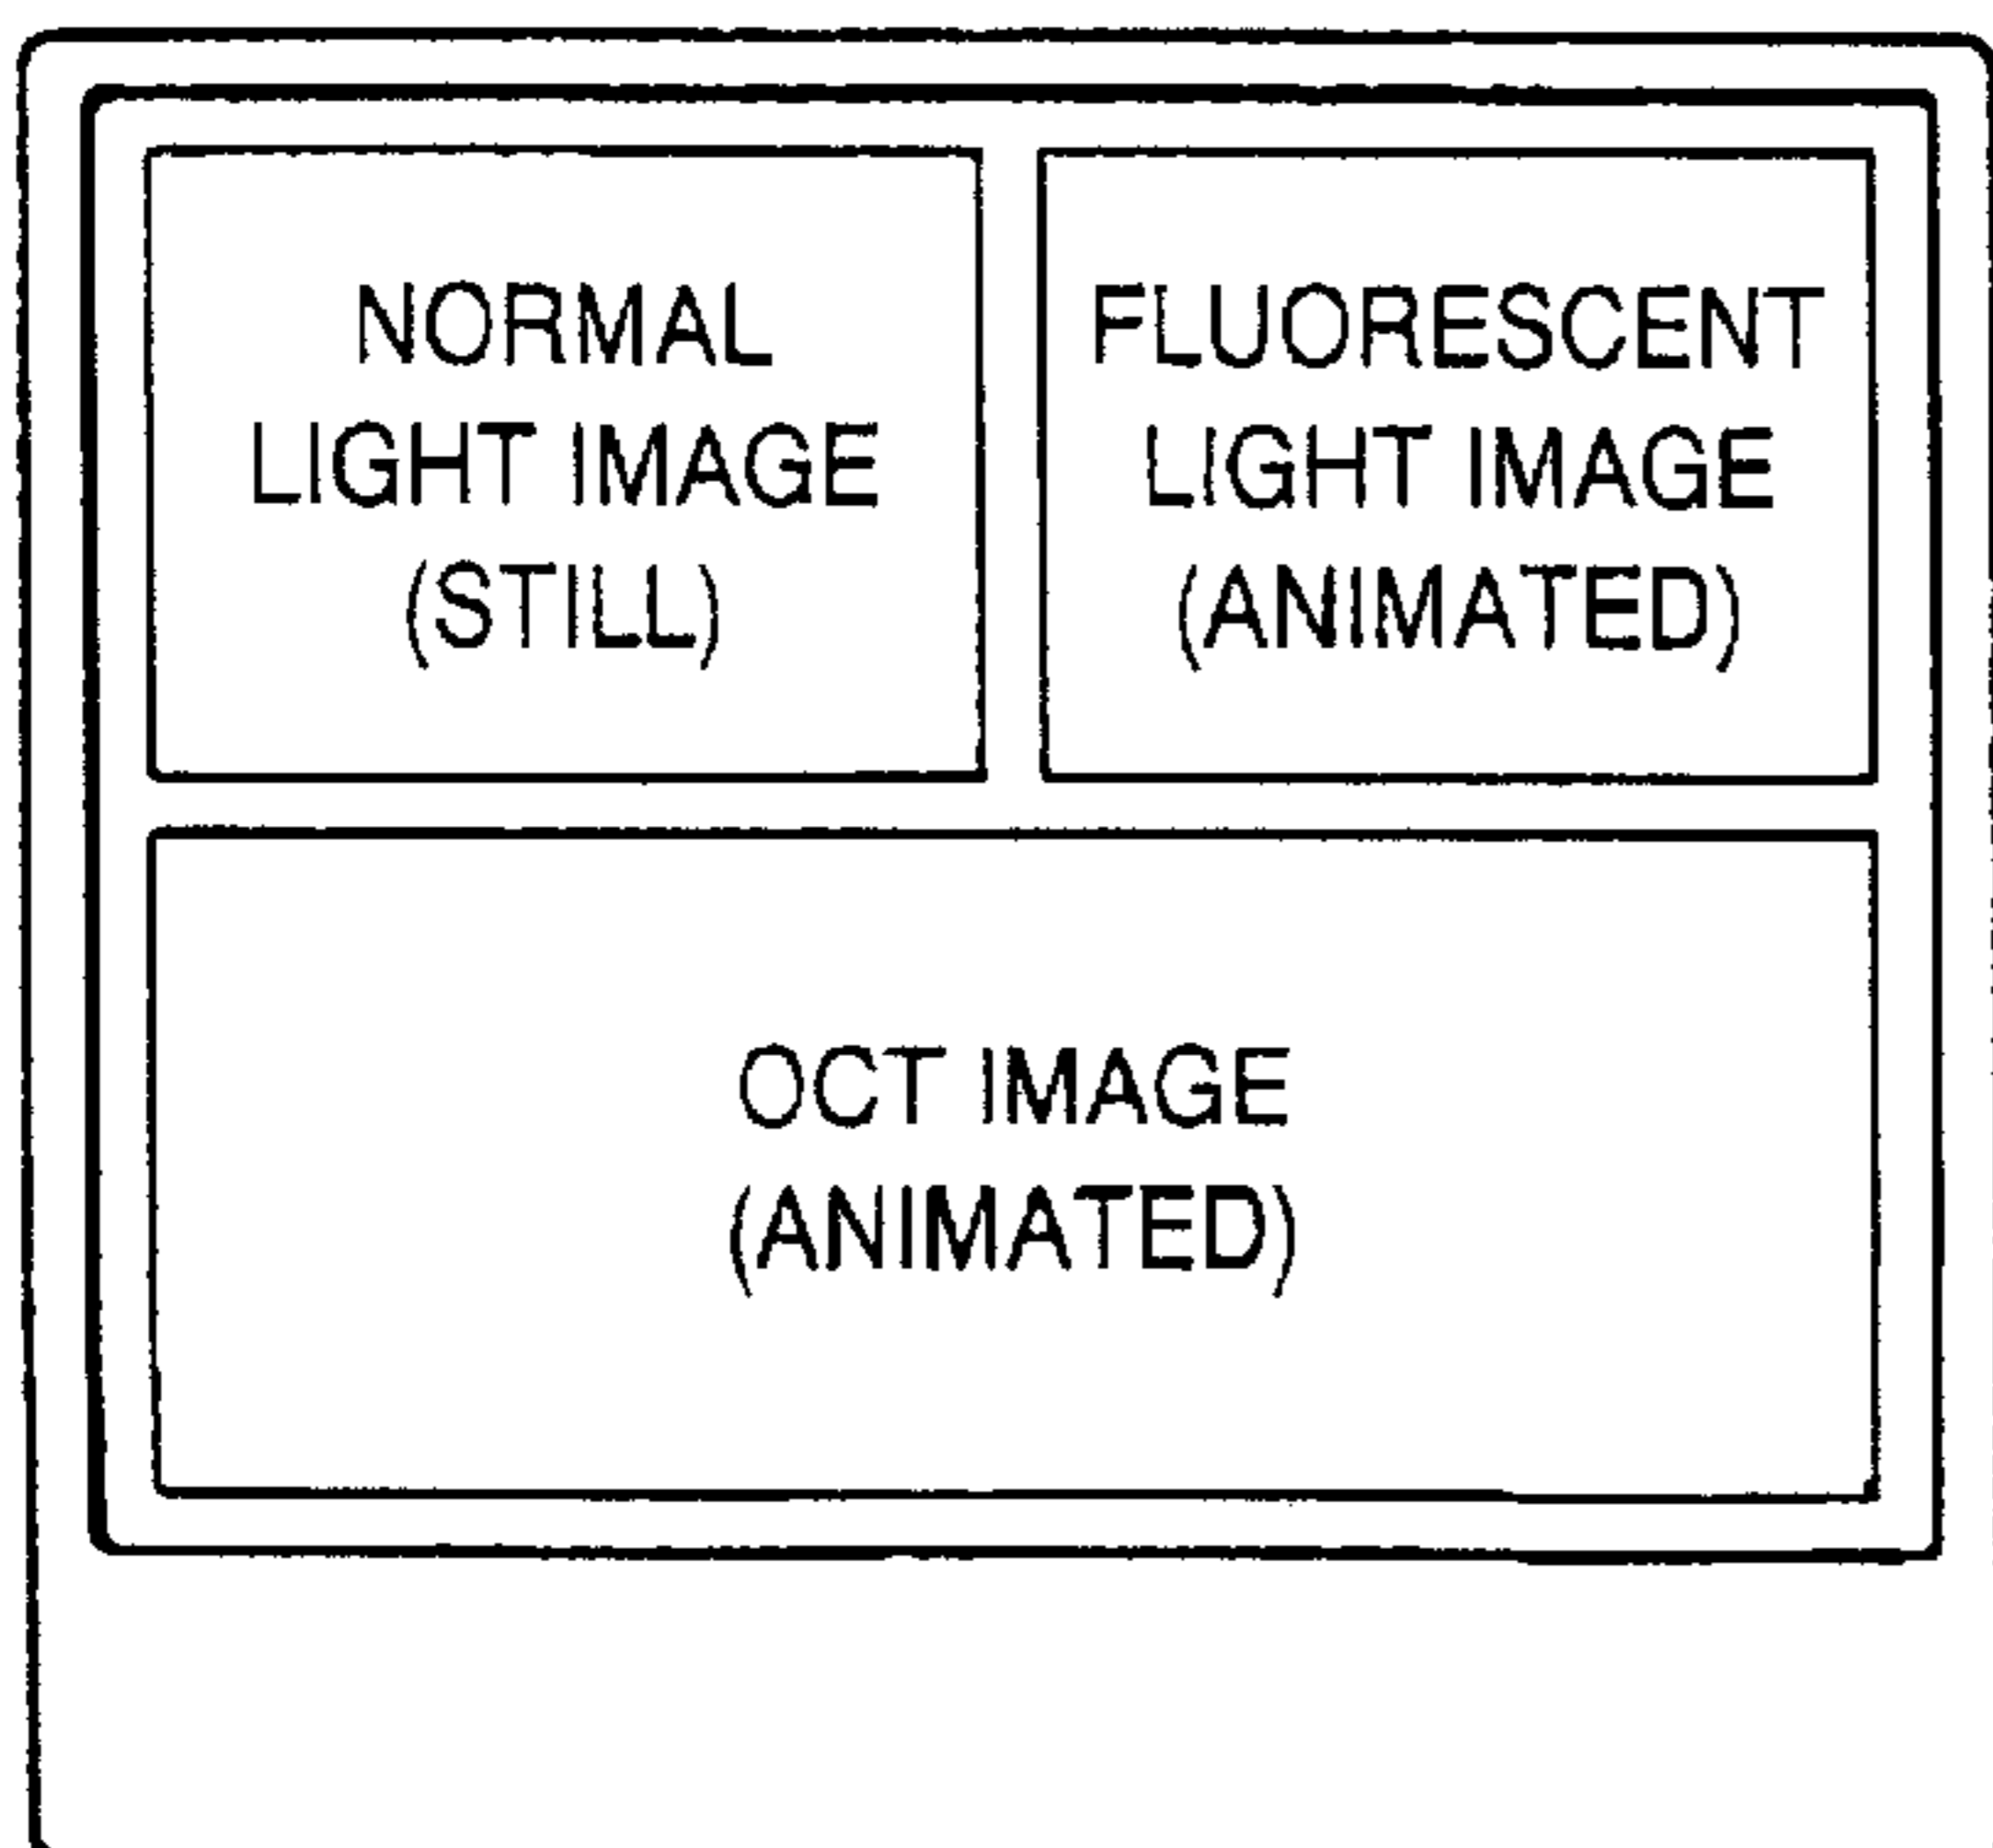 NORMAL
LIGHT IMAGE
(STILL)
FLUORESCENT
LIGHT IMAGE
(ANIMATED)
OCT IMAGE
(ANIMATED)